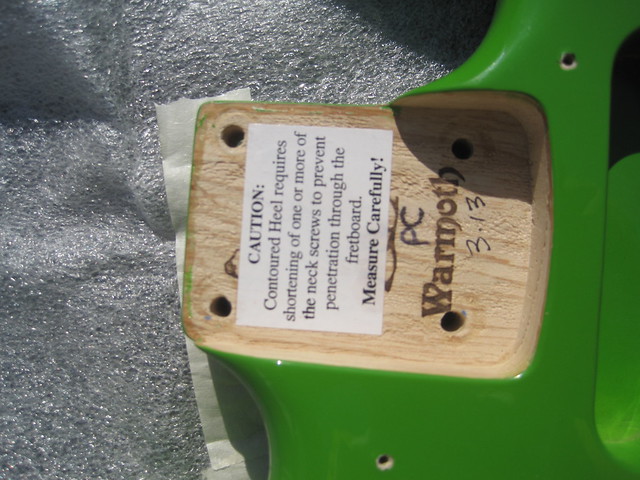 CAUTION:
Contoured Heel requires
shortening of one or more of
the neck screws to prevent
penetration through the
fretboard.
Measure Carefully!
PC
Warmoth
3.13